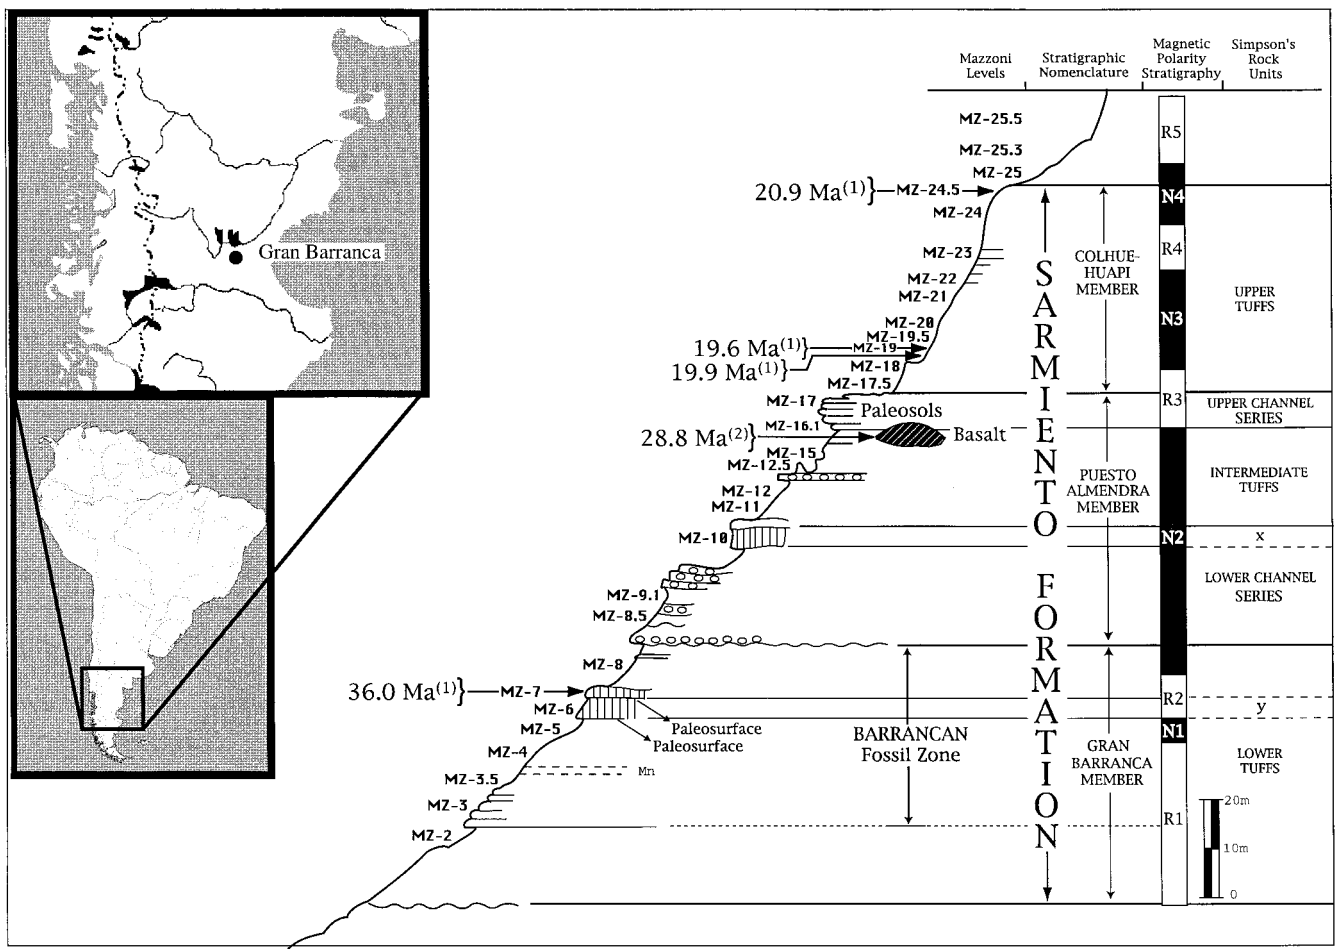 Mazzoni
Levels
Stratigraphic
Nomenclature
Magnetic
Polarity
Stratigraphy
Simpson's
Rock
Units
Gran Barranca
MZ-25.5
MZ-25.3
MZ-25
20.9 Ma(1)}
MZ-24.5
MZ-24
MZ-23
MZ-22
MZ-21
MZ-20
MZ-19.5
19.6 Ma(1)}
MZ-19
19.9 Ma(1)}
MZ-18
MZ-17.5
MZ-17
Paleosols
MZ-16.1
28.8 Ma(2)}
Basalt
MZ-15
MZ-12.5
MZ-12
MZ-11
MZ-10
MZ-9.1
MZ-8.5
MZ-8
36.0 Ma(1)}
MZ-7
MZ-6
Paleosurface
Paleosurface
MZ-5
MZ-4
Mn
MZ-3.5
MZ-3
MZ-2
BARRANCAN
Fossil Zone
SARMIENTO FORMATION
COLHUE-
HUAPI
MEMBER
PUESTO
ALMENDRA
MEMBER
GRAN
BARRANCA
MEMBER
R5
N4
R4
N3
R3
N2
R2
N1
R1
UPPER
TUFFS
UPPER CHANNEL
SERIES
INTERMEDIATE
TUFFS
x
LOWER CHANNEL
SERIES
y
LOWER
TUFFS
20m
10m
0